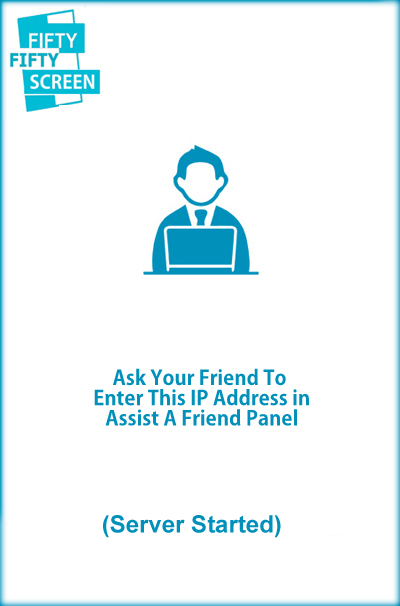 FIFTY
FIFTY
SCREEN
Ask Your Friend To
Enter This IP Address in
Assist A Friend Panel
(Server Started)